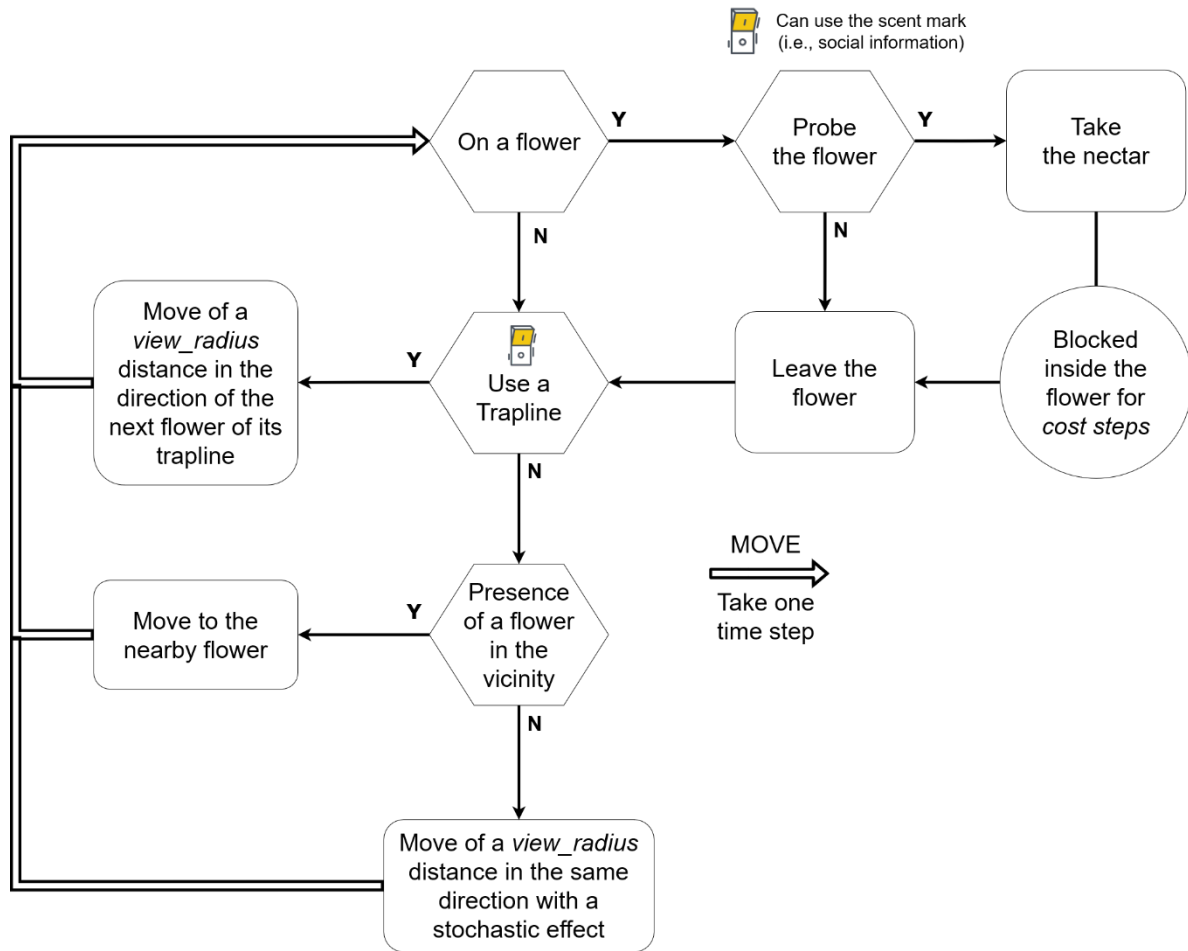 Can use the scent mark
(i.e., social information)
On a flower
Y
Probe
the flower
Y
Take
the nectar
N
N
Move of a
view_radius
distance in the
direction of the
next flower of its
trapline
Y
Use a
Trapline
Leave the
flower
Blocked
inside the
flower for
cost steps
N
MOVE
Take one
time step
Move to the
nearby flower
Y
Presence
of a flower
in the
vicinity
N
Move of a view_radius
distance in the same
direction with a
stochastic effect